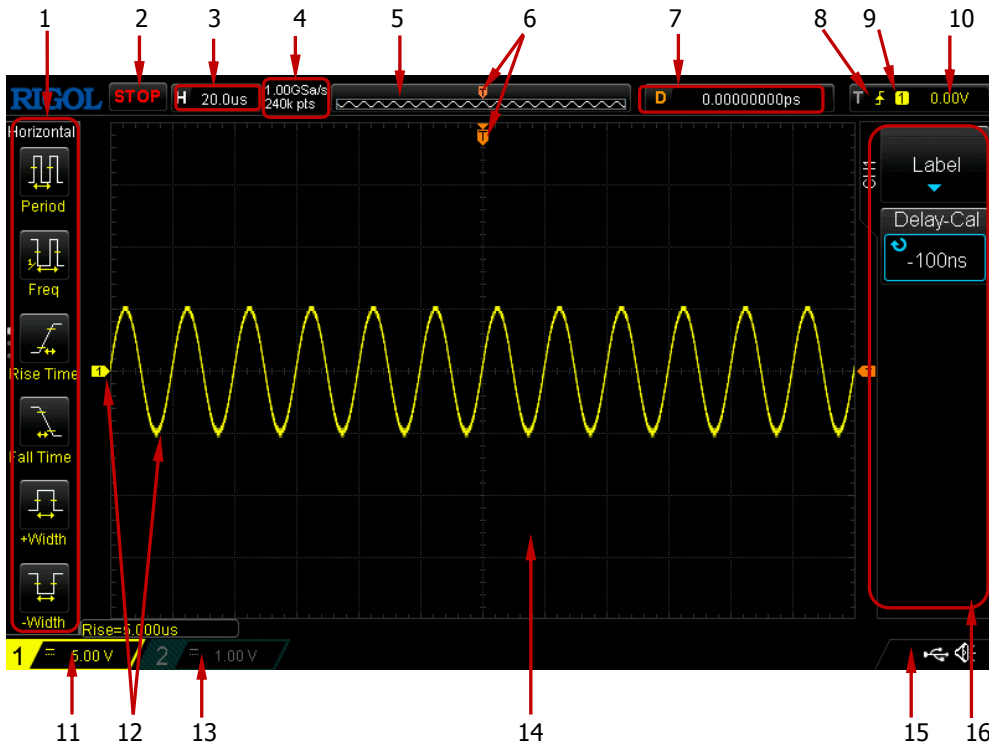 1 2 3 4 5 6 7 8 9 10
RIGOL STOP H 20.0us 1.00GSa/s 240k pts T D 0.00000000ps T 1 0.00V
Horizontal
T
Period
Freq
Rise Time
Fall Time
+Width
-Width
1
T
CH1
Label
Delay-Cal
-100ns
Rise=5.000us
1 5.00 V 2 1.00 V
11 12 13 14 15 16